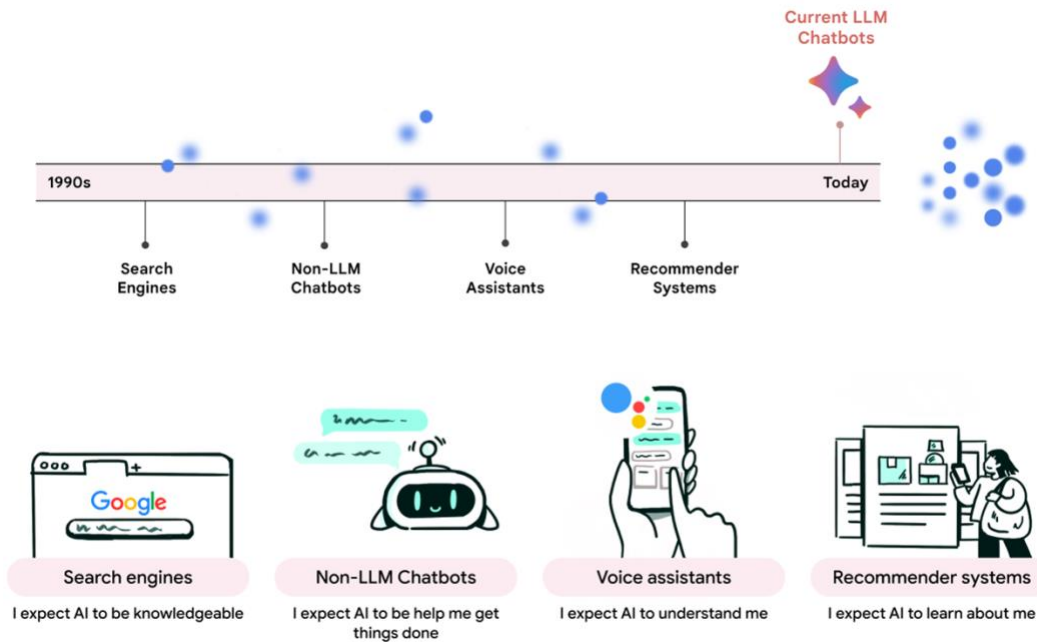 Current LLM
Chatbots
1990s
Today
Search
Engines
Non-LLM
Chatbots
Voice
Assistants
Recommender
Systems
Google
Search engines
I expect AI to be knowledgeable
Non-LLM Chatbots
I expect AI to be help me get
things done
Voice assistants
I expect AI to understand me
Recommender systems
I expect AI to learn about me